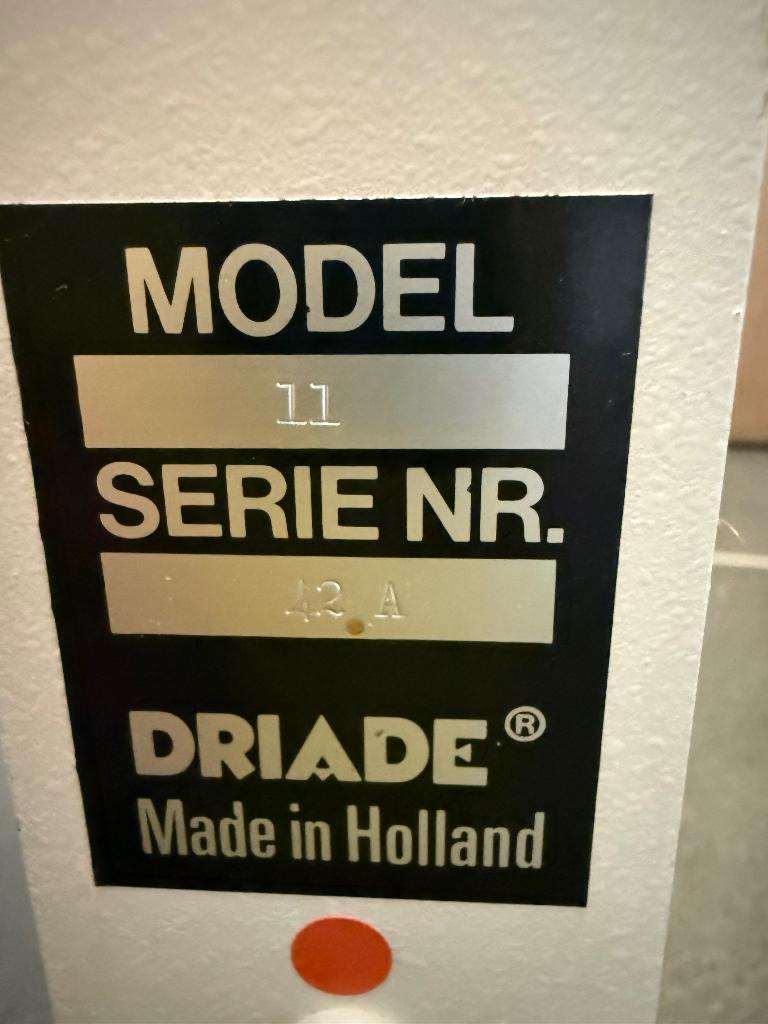 MODEL
11
SERIE NR.
42 A
DRIADE®
Made in Holland